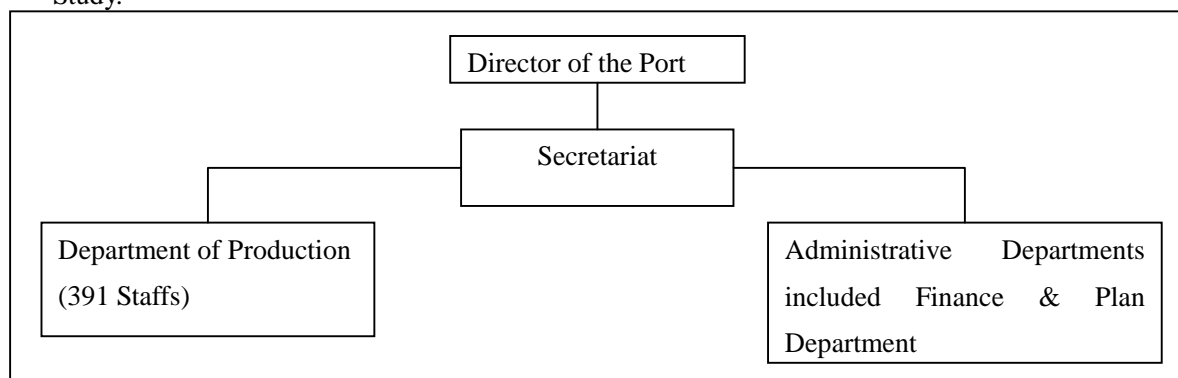 Study.
Director of the Port
Secretariat
Department of Production
(391 Staffs)
Administrative Departments
included Finance & Plan
Department